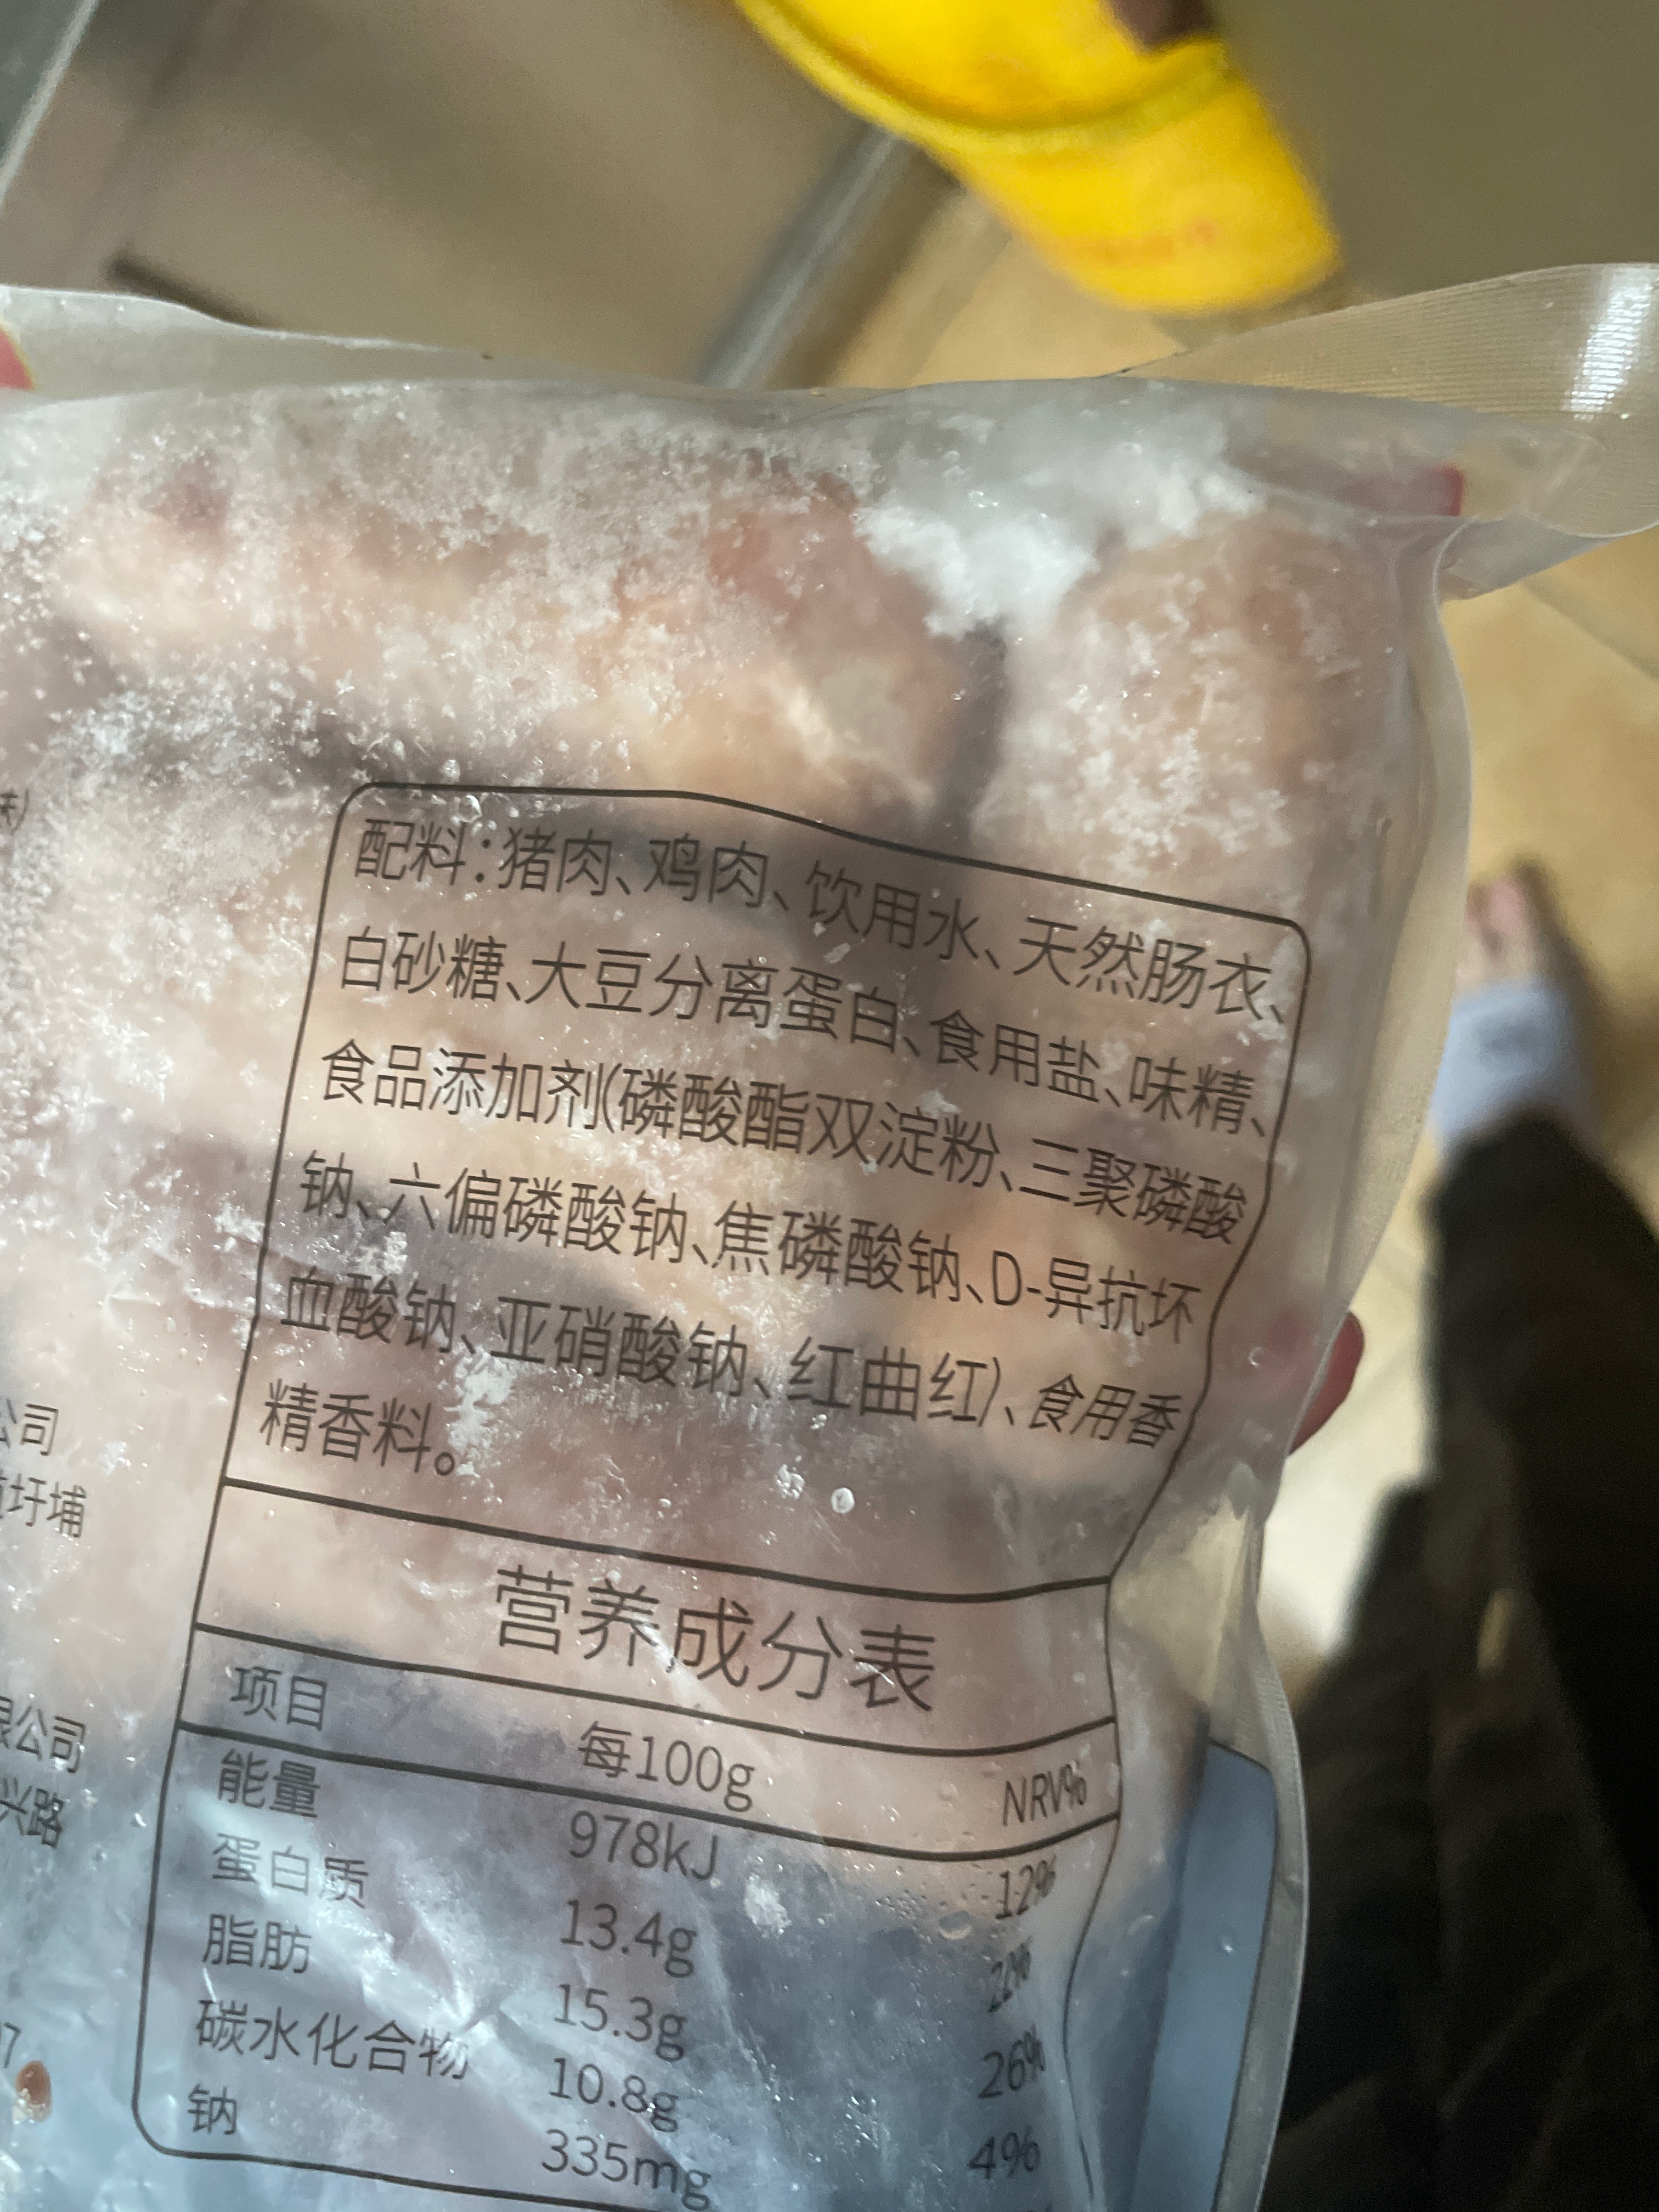 配料：猪肉、鸡肉、饮用水、天然肠衣、
白砂糖、大豆分离蛋白、食用盐、味精、
食品添加剂(磷酸酯双淀粉、三聚磷酸
钠、六偏磷酸钠、焦磷酸钠、D-异抗坏
血酸钠、亚硝酸钠、红曲红)、食用香
精香料。
营养成分表
项目 每100g NRV%
能量 978kJ 12%
蛋白质 13.4g 22%
脂肪 15.3g 26%
碳水化合物 10.8g 4%
钠 335mg
公司
圩埔
限公司
兴路